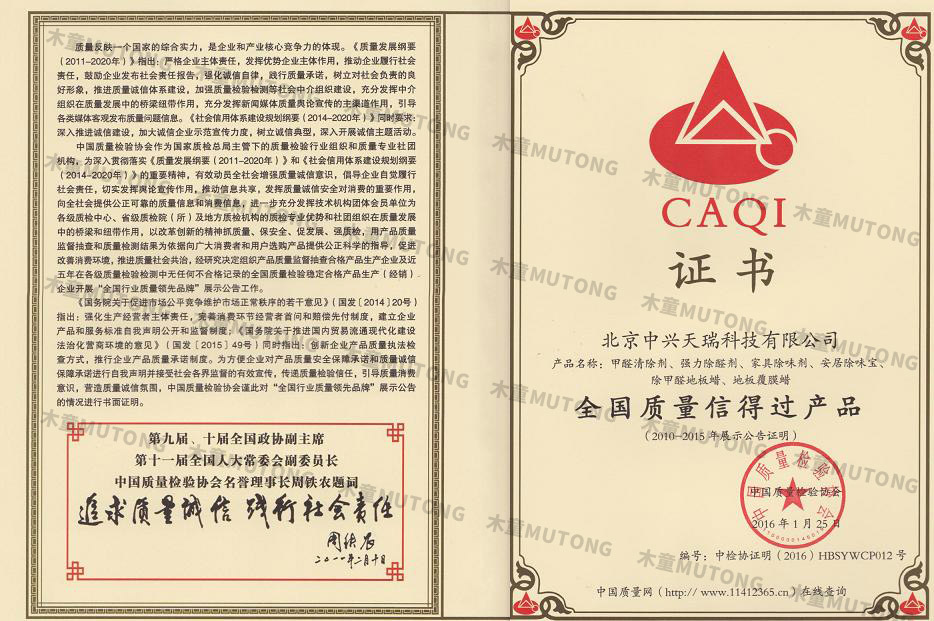 质量反映一个国家的综合实力，是企业和产业核心竞争力的体现。《质量发展纲要
（2011–2020年）》指出：严格企业主体责任，发挥优势企业主体作用，推动企业履行社会
责任，鼓励企业发布社会责任报告，强化诚信自律，践行质量承诺，树立对社会负责的良
好形象，推进质量诚信体系建设，加强质量检验检测等社会中介组织建设，充分发挥中介
组织在质量发展中的桥梁纽带作用，充分发挥新闻媒体质量舆论宣传的主渠道作用，引导
各类媒体客观发布质量问题信息。《社会信用体系建设规划纲要（2014–2020年）》同时要求：
深入推进诚信建设，加大诚信企业示范宣传力度，树立诚信典型，深入开展诚信主题活动。
中国质量检验协会作为国家质检总局主管下的质量检验行业组织和质量专业社团
机构，为深入贯彻落实《质量发展纲要（2011–2020年）》和《社会信用体系建设规划纲要
（2014–2020年）》的重要精神，有效动员全社会增强质量诚信意识，倡导企业自觉履行
社会责任，切实发挥舆论宣传作用，推动信息共享，发挥质量诚信安全对消费的重要作用，
向全社会提供公正可靠的质量信息和消费信息，进一步充分发挥技术机构团体会员单位为
各级质检中心、省级质检院（所）及地方质检机构的质检专业优势和社团组织在质量发展
中的桥梁和纽带作用，以改革创新的精神抓质量、保安全、促发展、强质检，用产品质量
监督抽查和质量检测结果为依据向广大消费者和用户选购产品提供公正科学的指导，促进
改善消费环境，推进质量社会共治，经研究决定组织产品质量监督抽查合格产品生产企业及近
五年在各级质量检验检测中无任何不合格记录的全国质量检验稳定合格产品生产（经销）
企业开展“全国行业质量领先品牌”展示公告工作。
《国务院关于促进市场公平竞争维护市场正常秩序的若干意见》（国发［2014］20号）
指出：强化生产经营者主体责任，完善消费环节经营者首问和赔偿先付制度，建立企业
产品和服务标准自我声明公开和监督制度；《国务院关于推进国内贸易流通现代化建设
法治化营商环境的意见》（国发［2015］49号）同时指出：创新企业产品质量执法检
查方式，推行企业产品质量承诺制度。为方便企业对产品质量安全保障承诺和质量诚信
保障承诺进行自我声明并接受社会各界监督的有效宣传，传递质量检验信任，引导质量消费
意识，营造质量诚信氛围，中国质量检验协会谨此对“全国行业质量领先品牌”展示公告
的情况进行书面证明。
第九届、十届全国政协副主席
第十一届全国人大常委会副委员长
中国质量检验协会名誉理事长周铁农题词
追求质量诚信 践行社会责任
周铁农
二〇一一年二月十日
CAQI
证书
北京中兴天瑞科技有限公司
产品名称：甲醛清除剂、强力除醛剂、家具除味剂、安居除味宝、
除甲醛地板蜡、地板覆膜蜡
全国质量信得过产品
（2010–2015年展示公告证明）
中国质量检验协会
中国质量检验协会
2016年1月25日
编号：中检协证明（2016）HBSYWCP012号
中国质量网（http:// www.11412365.cn）在线查询
木童MUTONG